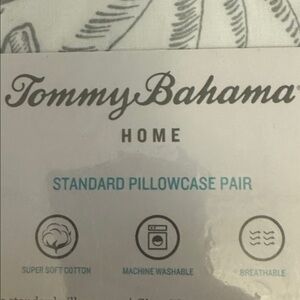 Tommy Bahama
HOME
STANDARD PILLOWCASE PAIR
SUPER SOFT COTTON
MACHINE WASHABLE
BREATHABLE